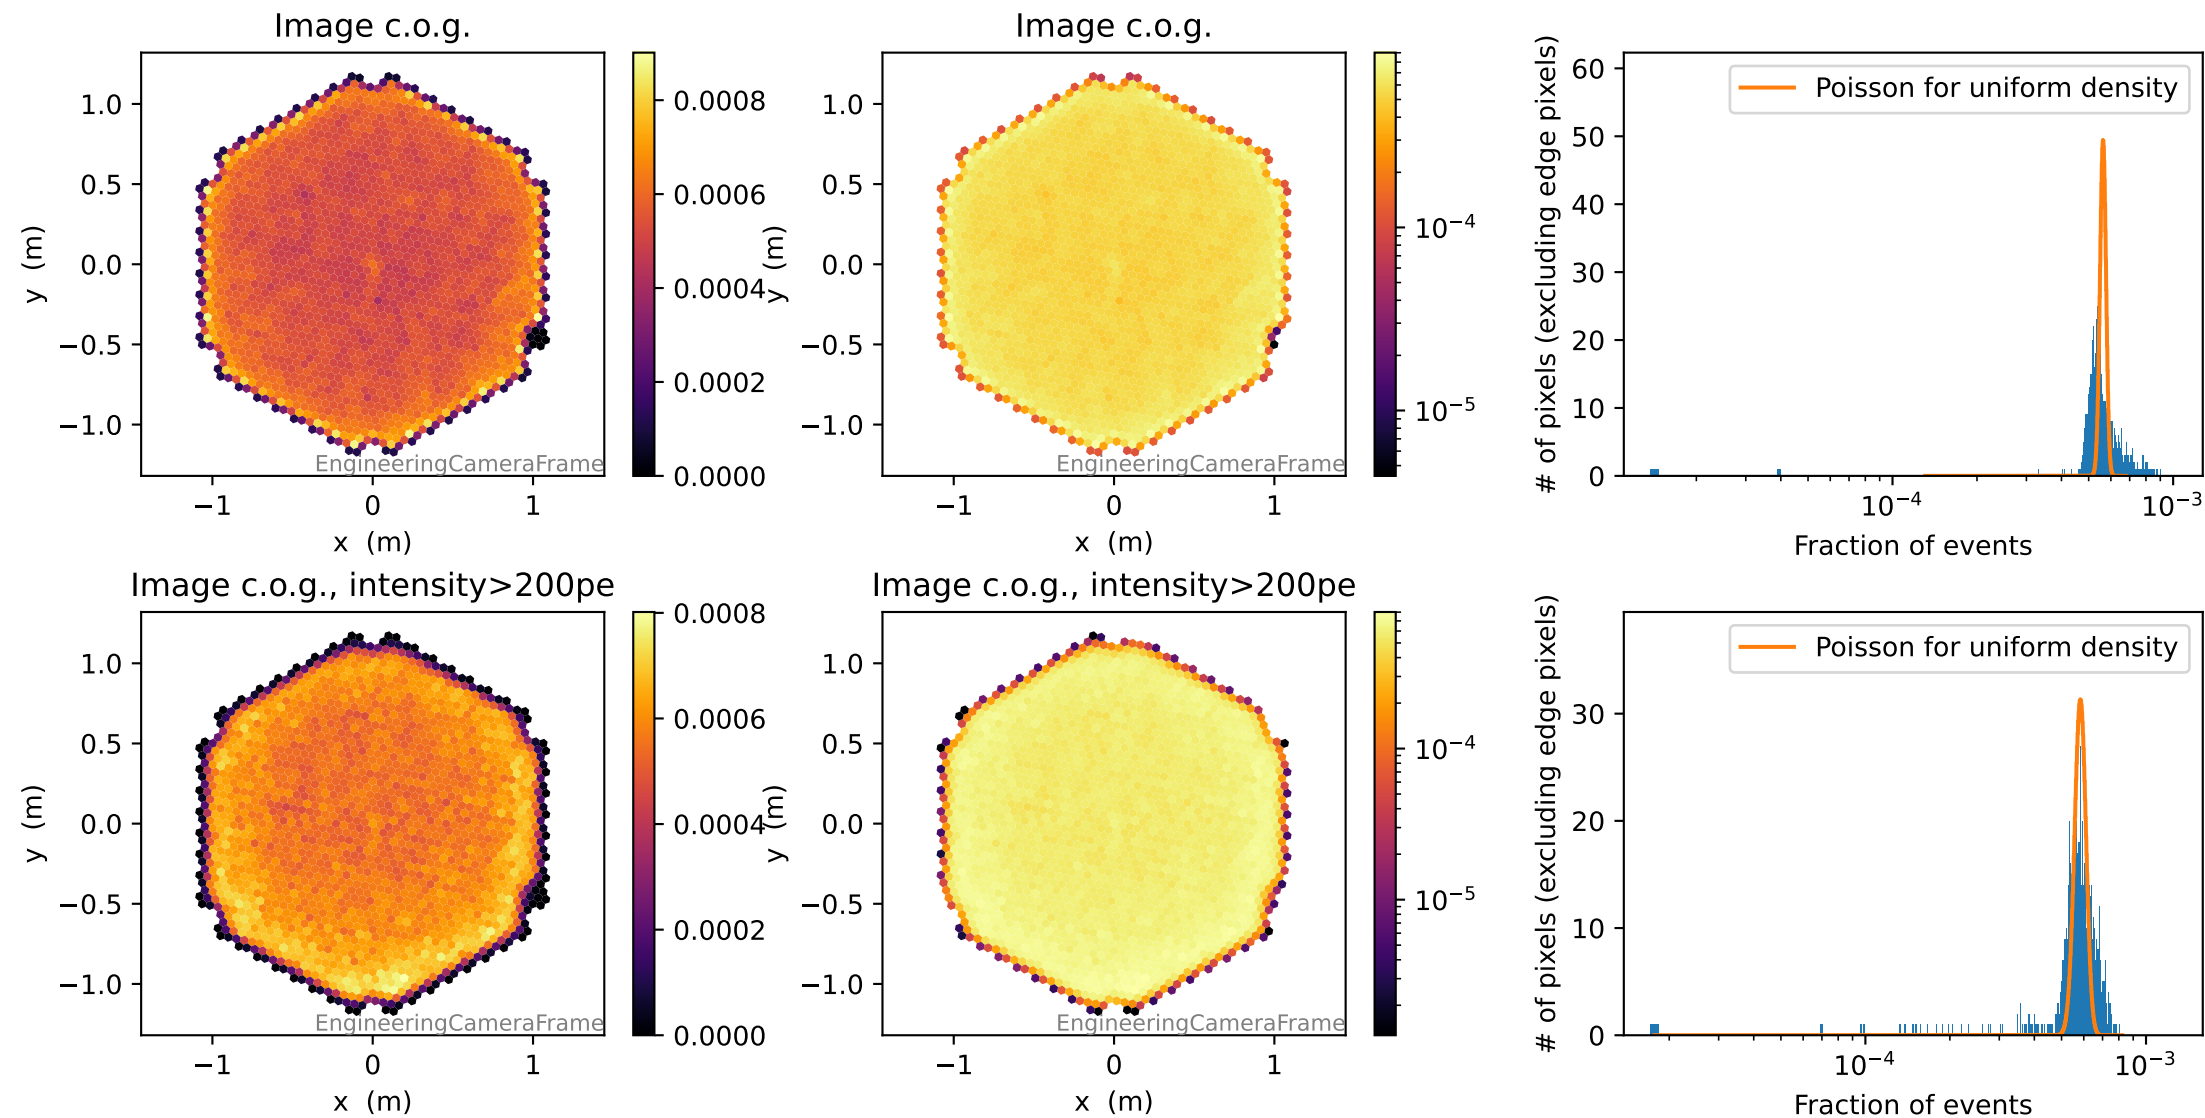 Image c.o.g.
1.0
0.5
0.0
−0.5
−1.0
y (m)
−1
0
1
x (m)
EngineeringCameraFrame
0.0008
0.0006
0.0004
0.0002
0.0000
Image c.o.g.
1.0
0.5
0.0
−0.5
−1.0
y (m)
−1
0
1
x (m)
EngineeringCameraFrame
10⁻⁴
10⁻⁵
Poisson for uniform density
60
50
40
30
20
10
0
# of pixels (excluding edge pixels)
10⁻⁴
10⁻³
Fraction of events
Image c.o.g., intensity>200pe
1.0
0.5
0.0
−0.5
−1.0
y (m)
−1
0
1
x (m)
EngineeringCameraFrame
0.0008
0.0006
0.0004
0.0002
0.0000
Image c.o.g., intensity>200pe
1.0
0.5
0.0
−0.5
−1.0
y (m)
−1
0
1
x (m)
EngineeringCameraFrame
10⁻⁴
10⁻⁵
Poisson for uniform density
30
20
10
0
# of pixels (excluding edge pixels)
10⁻⁴
10⁻³
Fraction of events